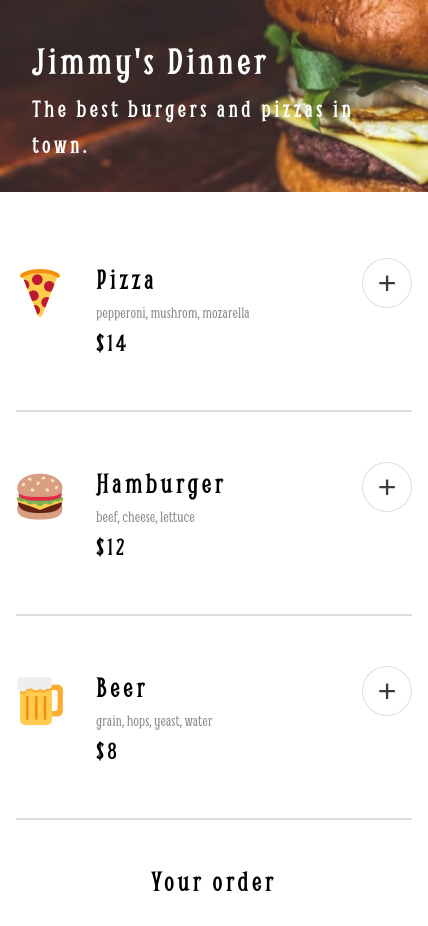 Jimmy's Dinner
The best burgers and pizzas in
town.
Pizza
pepperoni, mushrom, mozarella
$14
+
Hamburger
beef, cheese, lettuce
$12
+
Beer
grain, hops, yeast, water
$8
+
Your order